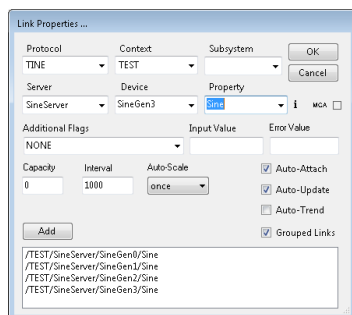 Link Properties ...
Protocol Context Subsystem
TINE TEST OK
Cancel
Server Device Property
SineServer SineGen3 Sine i MCA
Additional Flags Input Value Error Value
NONE
Capacity Interval Auto-Scale
0 1000 once
Auto-Attach
Auto-Update
Auto-Trend
Add Grouped Links
/TEST/SineServer/SineGen0/Sine
/TEST/SineServer/SineGen1/Sine
/TEST/SineServer/SineGen2/Sine
/TEST/SineServer/SineGen3/Sine